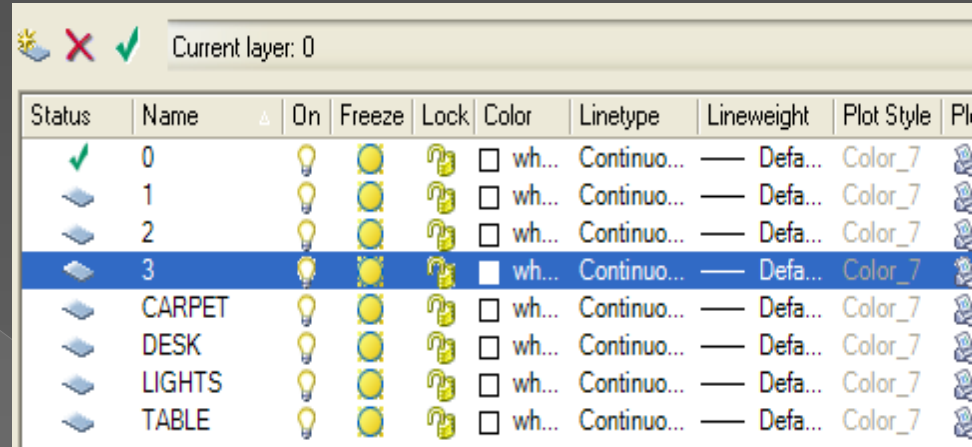 Current layer: 0
Status Name On Freeze Lock Color Linetype Lineweight Plot Style Pl
0 wh... Continuo... Defa... Color_7
1 wh... Continuo... Defa... Color_7
2 wh... Continuo... Defa... Color_7
3 wh... Continuo... Defa... Color_7
CARPET wh... Continuo... Defa... Color_7
DESK wh... Continuo... Defa... Color_7
LIGHTS wh... Continuo... Defa... Color_7
TABLE wh... Continuo... Defa... Color_7